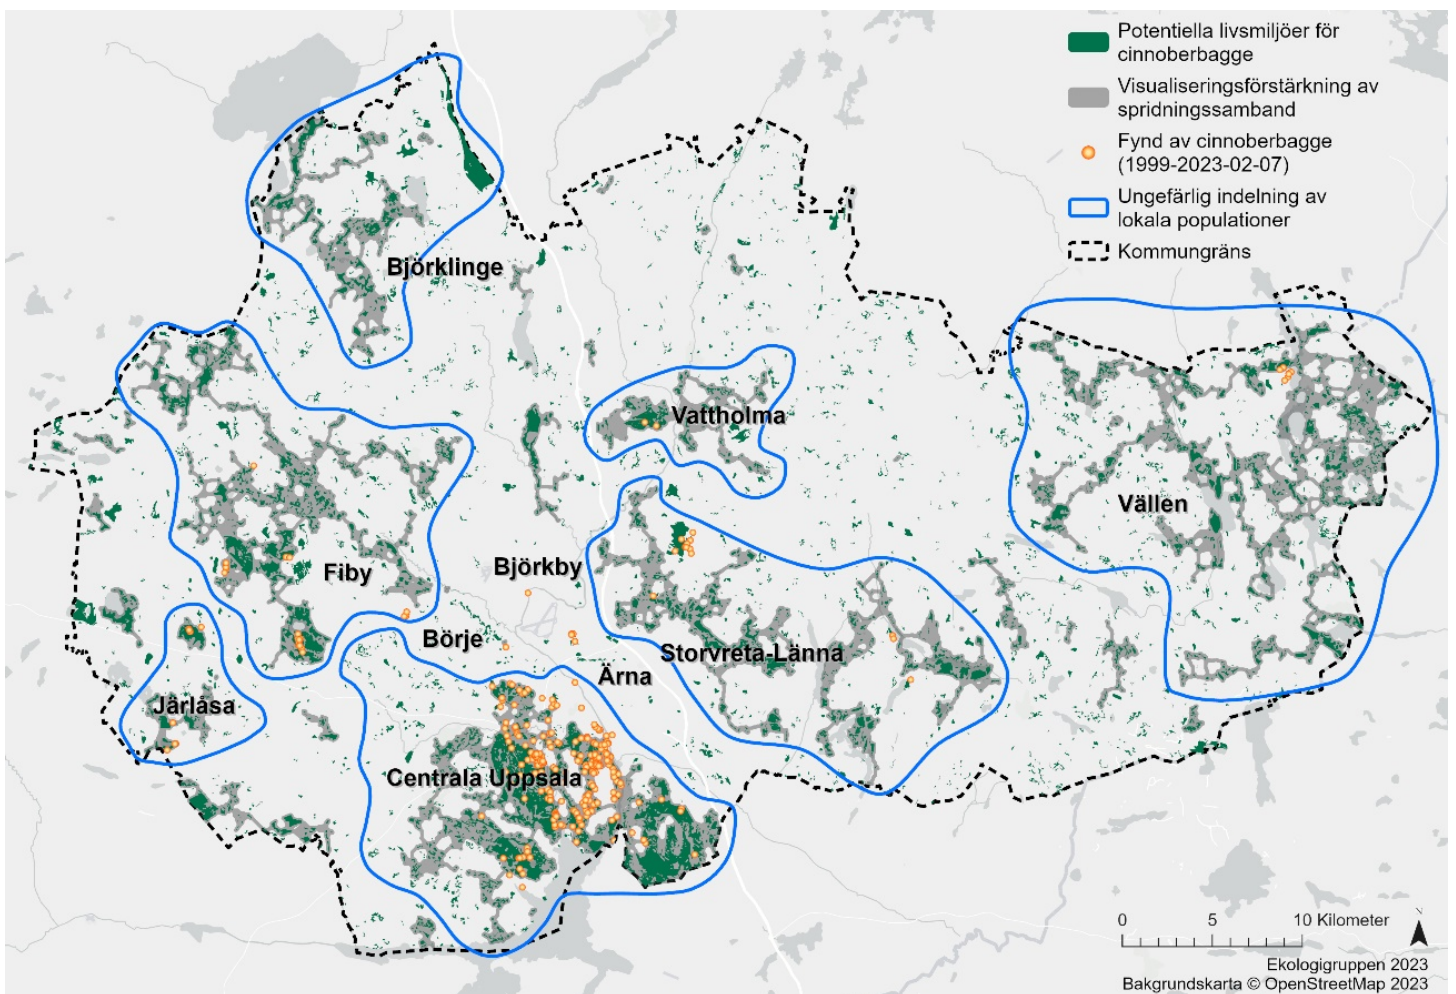 Potentiella livsmiljöer för
cinnoberbagge
Visualiseringsförstärkning av
spridningssamband
Fynd av cinnoberbagge
(1999-2023-02-07)
Ungefärlig indelning av
lokala populationer
Kommungräns
Björklinge
Vattholma
Vällen
Fiby
Björkby
Börje
Storvreta-Länna
Ärna
Järlåsa
Centrala Uppsala
0 5 10 Kilometer
N
Ekologigruppen 2023
Bakgrundskarta © OpenStreetMap 2023